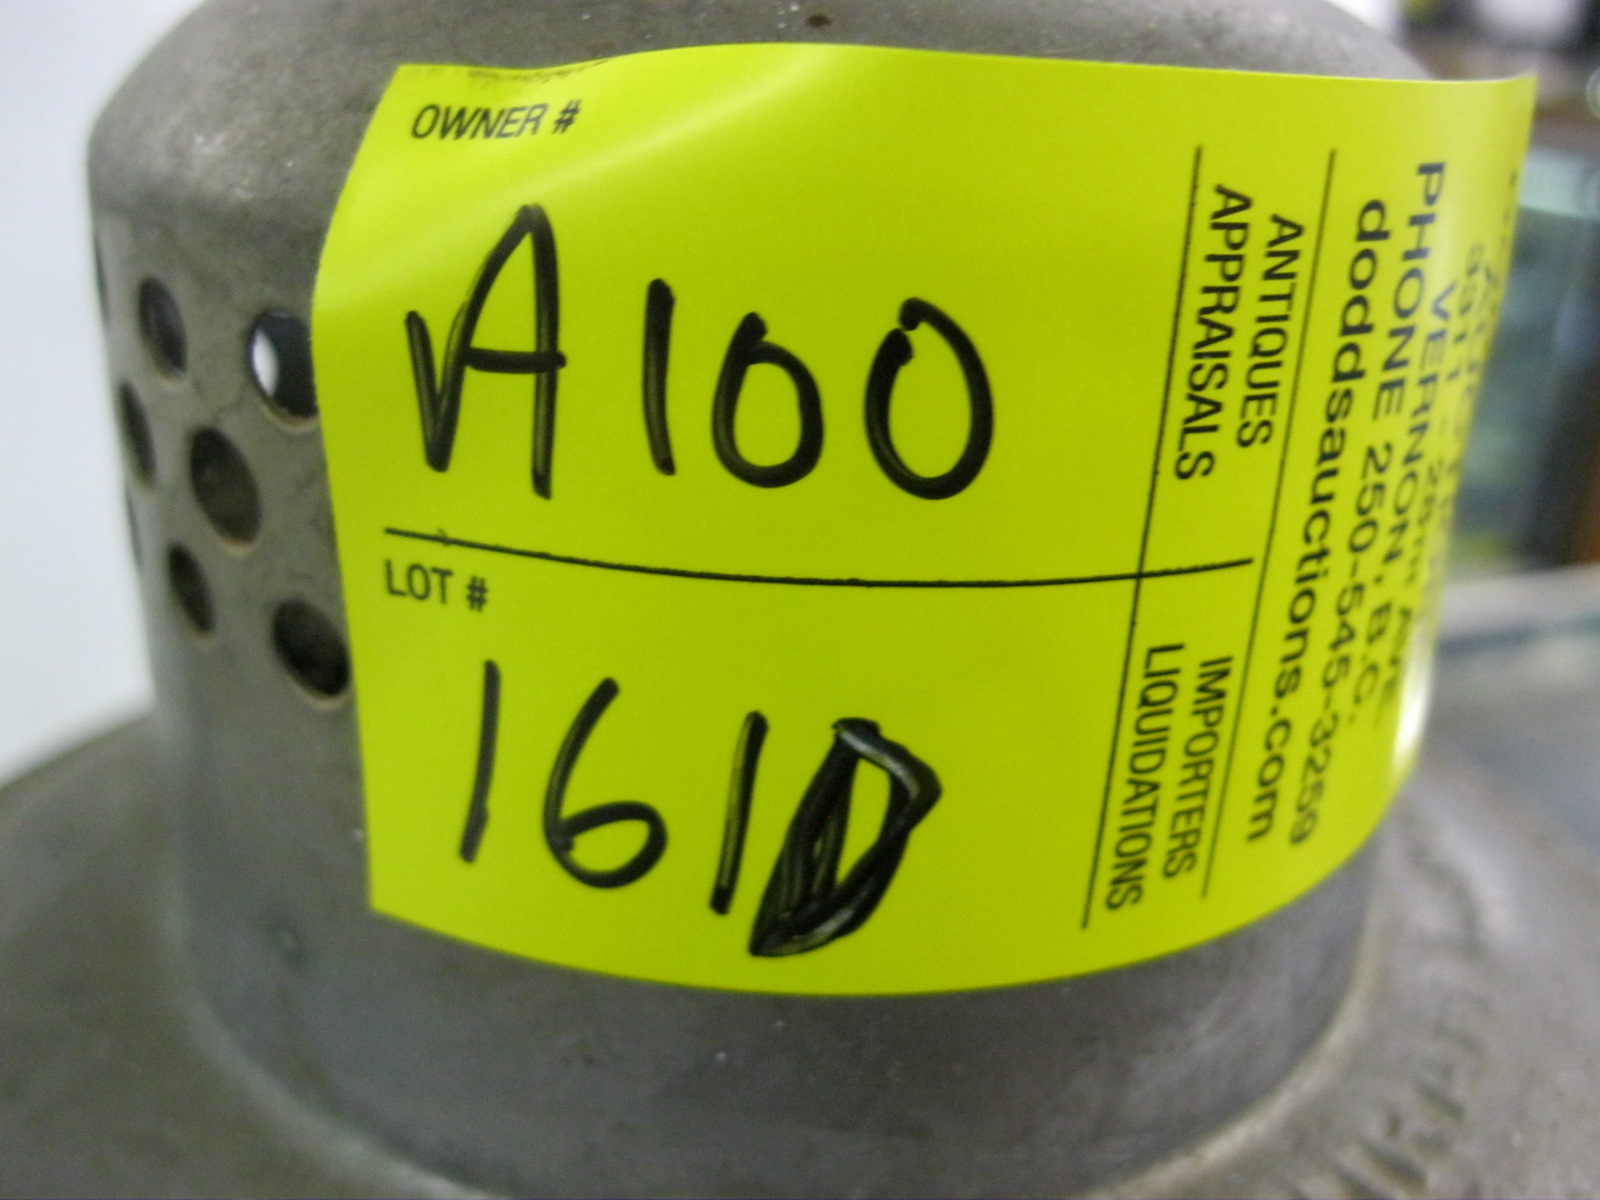 OWNER #
A100
LOT #
1610
ANTIQUES
APPRAISALS
IMPORTERS
LIQUIDATIONS
VERNON, B.C.
PHONE 250-545-3259
doddsauctions.com